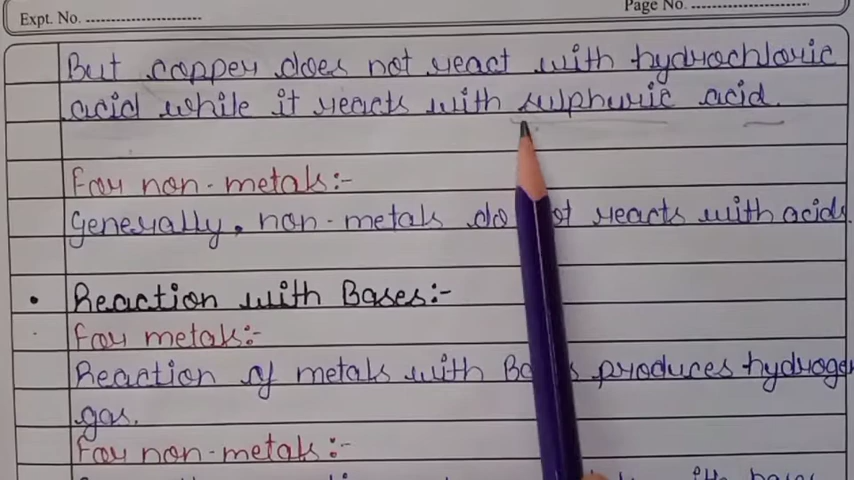 Expt. No.
Page No.
But copper does not react with hydrochloric
acid while it reacts with sulphuric acid.
For non-metals:-
Generally, non-metals do ot reacts with acids.
Reaction with Bases:-
For metals:-
Reaction of metals with Ba s produces hydrogen
gas.
For non-metals:-